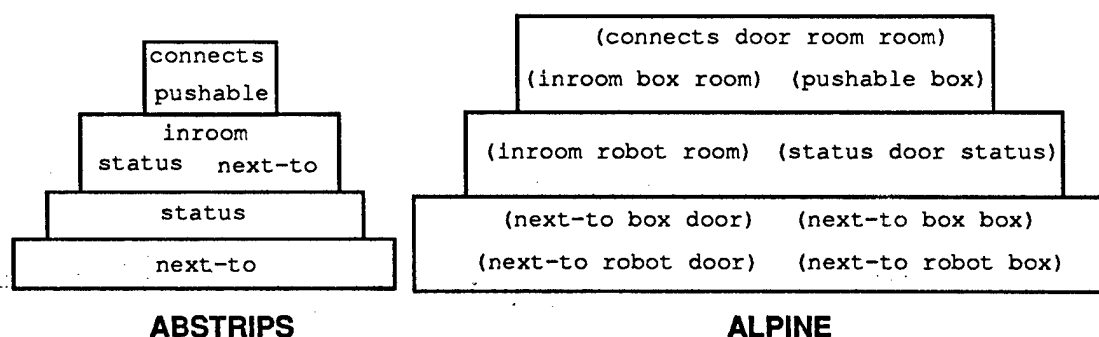 connects
pushable
inroom
status next-to
status
next-to
ABSTRIPS
(connects door room room)
(inroom box room) (pushable box)
(inroom robot room) (status door status)
(next-to box door) (next-to box box)
(next-to robot door) (next-to robot box)
ALPINE